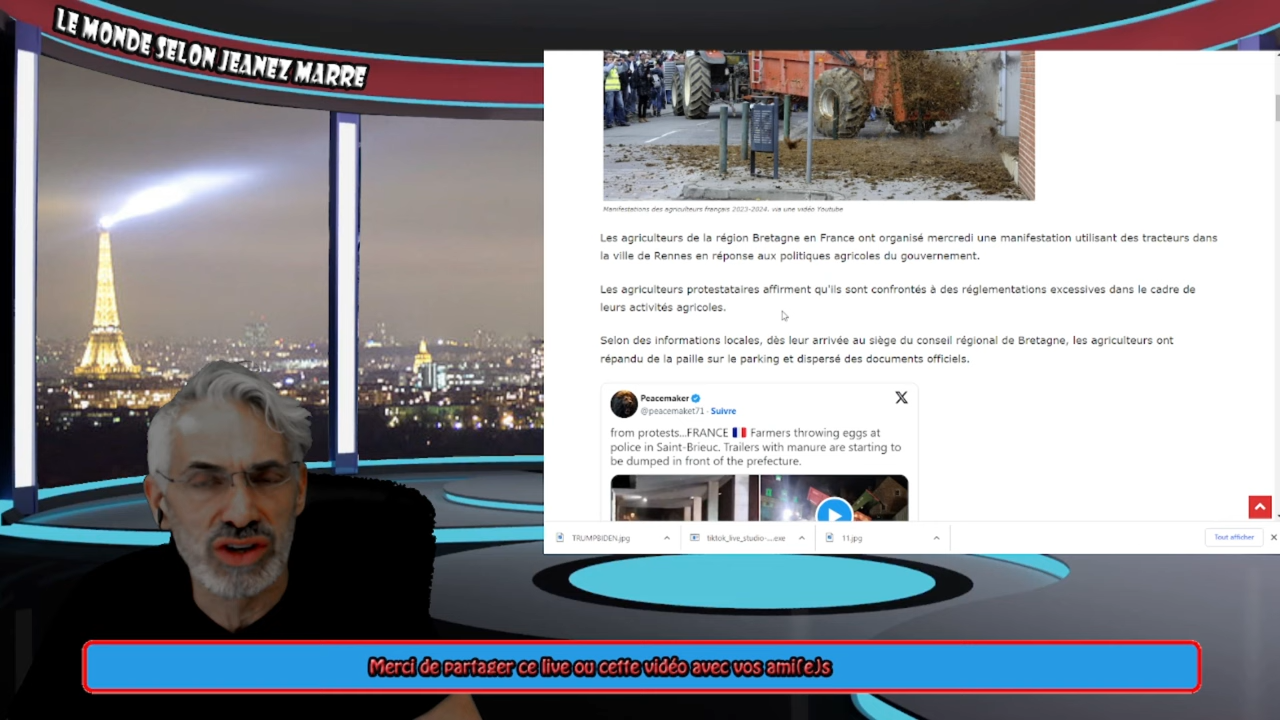 LE MONDE SELON JEANEZ MARRE
Manifestations des agriculteurs français 2023-2024. via une vidéo Youtube
Les agriculteurs de la région Bretagne en France ont organisé mercredi une manifestation utilisant des tracteurs dans
la ville de Rennes en réponse aux politiques agricoles du gouvernement.
Les agriculteurs protestataires affirment qu'ils sont confrontés à des réglementations excessives dans le cadre de
leurs activités agricoles.
Selon des informations locales, dès leur arrivée au siège du conseil régional de Bretagne, les agriculteurs ont
répandu de la paille sur le parking et dispersé des documents officiels.
Peacemaker
@peacemaket71 · Suivre
from protests...FRANCE 🇫🇷 Farmers throwing eggs at
police in Saint-Brieuc. Trailers with manure are starting to
be dumped in front of the prefecture.
TRUMPBIDEN.jpg
tiktok_live_studio-....exe
11.jpg
Tout afficher
Merci de partager ce live ou cette vidéo avec vos ami(e)s